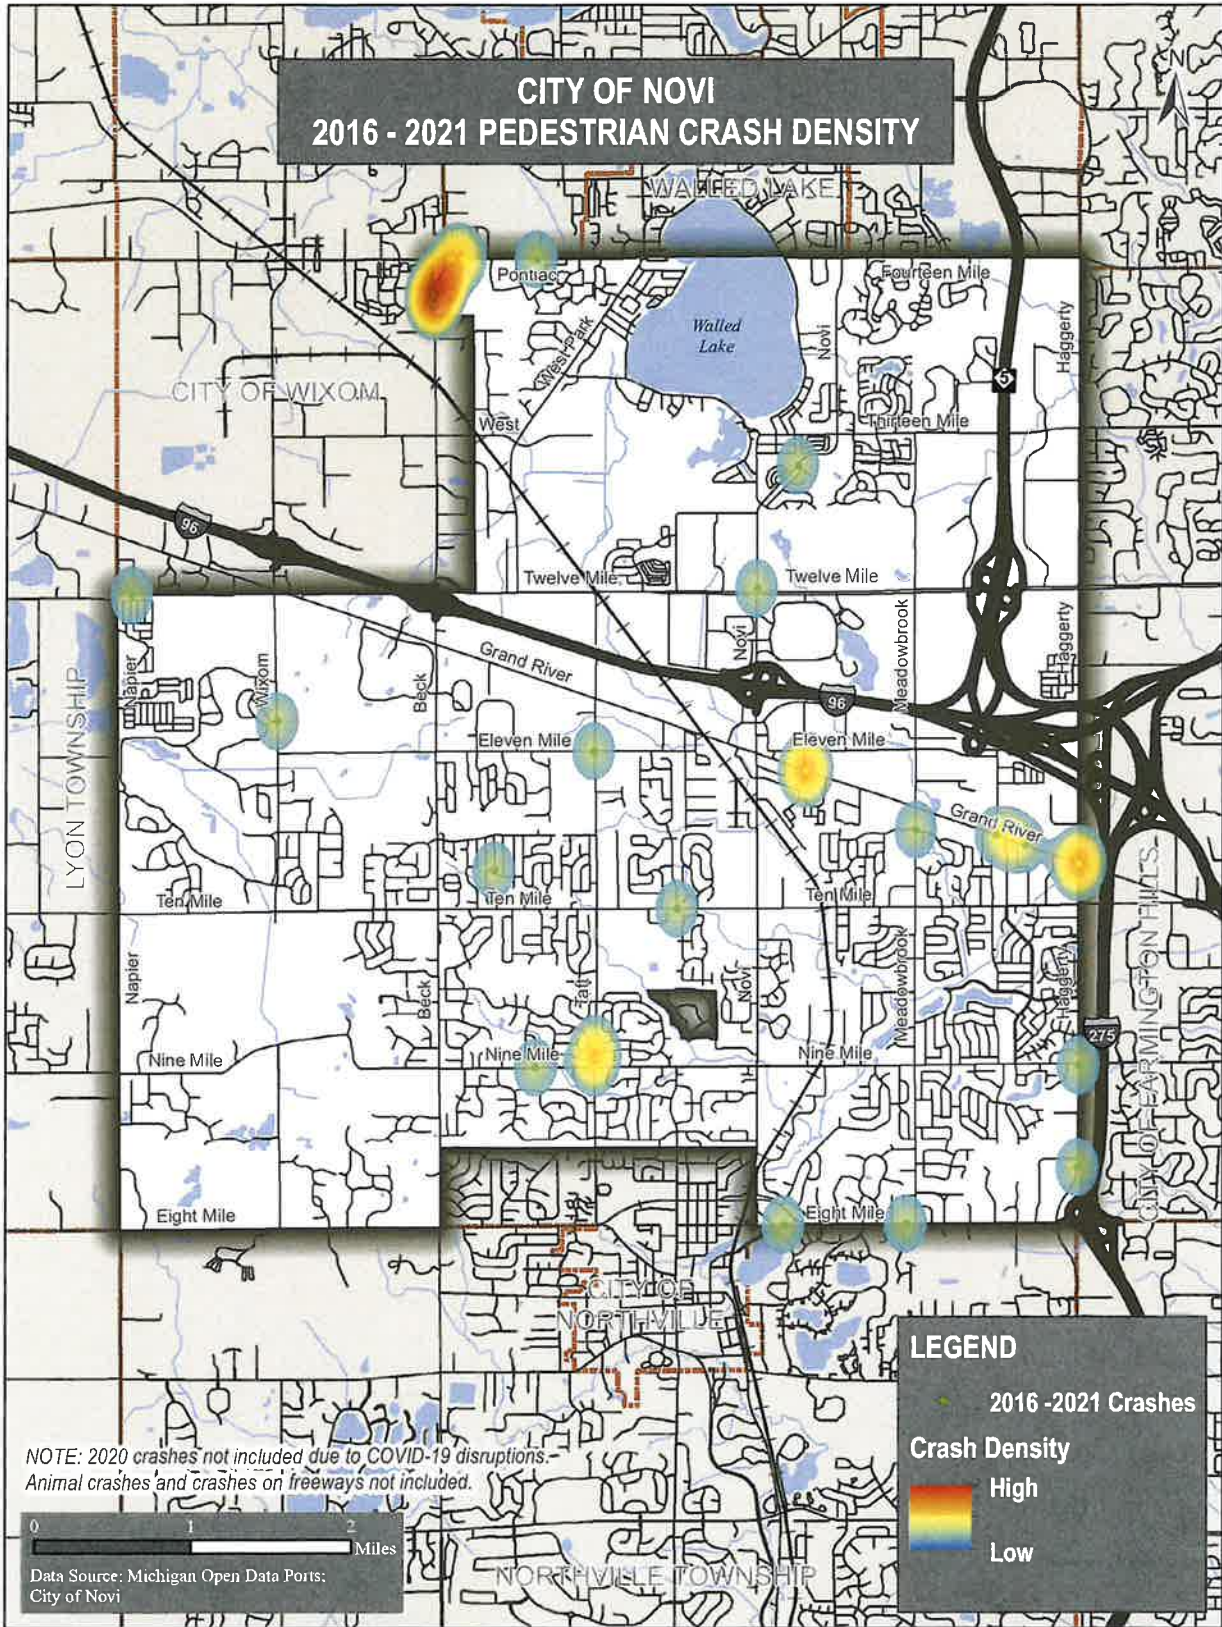 CITY OF NOVI
2016 - 2021 PEDESTRIAN CRASH DENSITY
N
WALLED LAKE
Pontiac
Fourteen Mile
West Park
Walled
Lake
Novi
Haggerty
5
CITY OF WIXOM
West
Thirteen Mile
96
Twelve Mile
Twelve Mile
Napier
Wixom
Beck
Grand River
Novi
Meadowbrook
Haggerty
96
LYON TOWNSHIP
Eleven Mile
Eleven Mile
Grand River
Ten Mile
Ten Mile
Ten Mile
CITY OF FARMINGTON HILLS
Napier
Beck
Taft
Novi
Meadowbrook
Haggerty
275
Nine Mile
Nine Mile
Nine Mile
Eight Mile
Eight Mile
CITY OF
NORTHVILLE
LEGEND
2016 -2021 Crashes
Crash Density
High
Low
NOTE: 2020 crashes not included due to COVID-19 disruptions.
Animal crashes and crashes on freeways not included.
0 1 2
Miles
Data Source: Michigan Open Data Ports;
City of Novi
NORTHVILLE TOWNSHIP